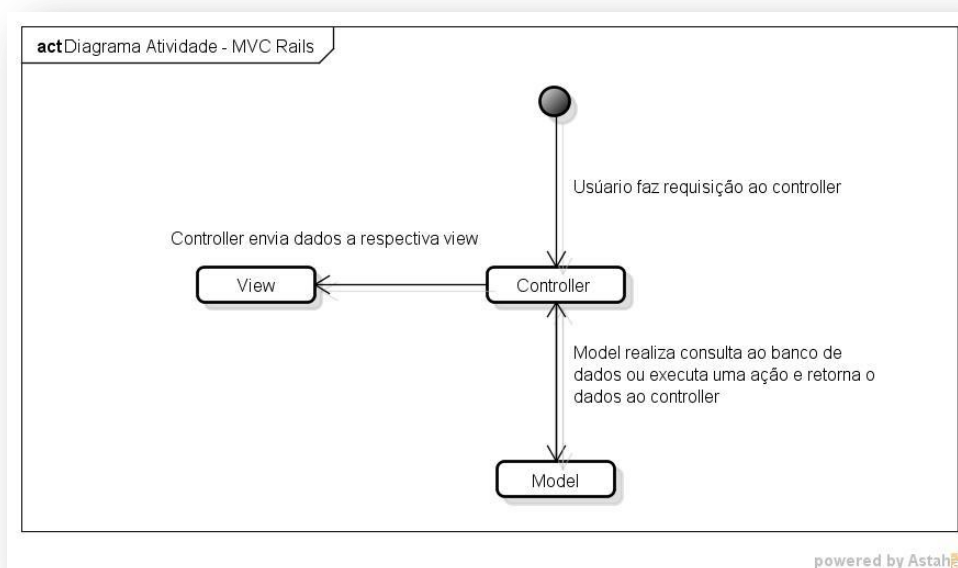 act Diagrama Atividade - MVC Rails
Usúario faz requisição ao controller
Controller envia dados a respectiva view
View
Controller
Model realiza consulta ao banco de
dados ou executa uma ação e retorna o
dados ao controller
Model
powered by Astah